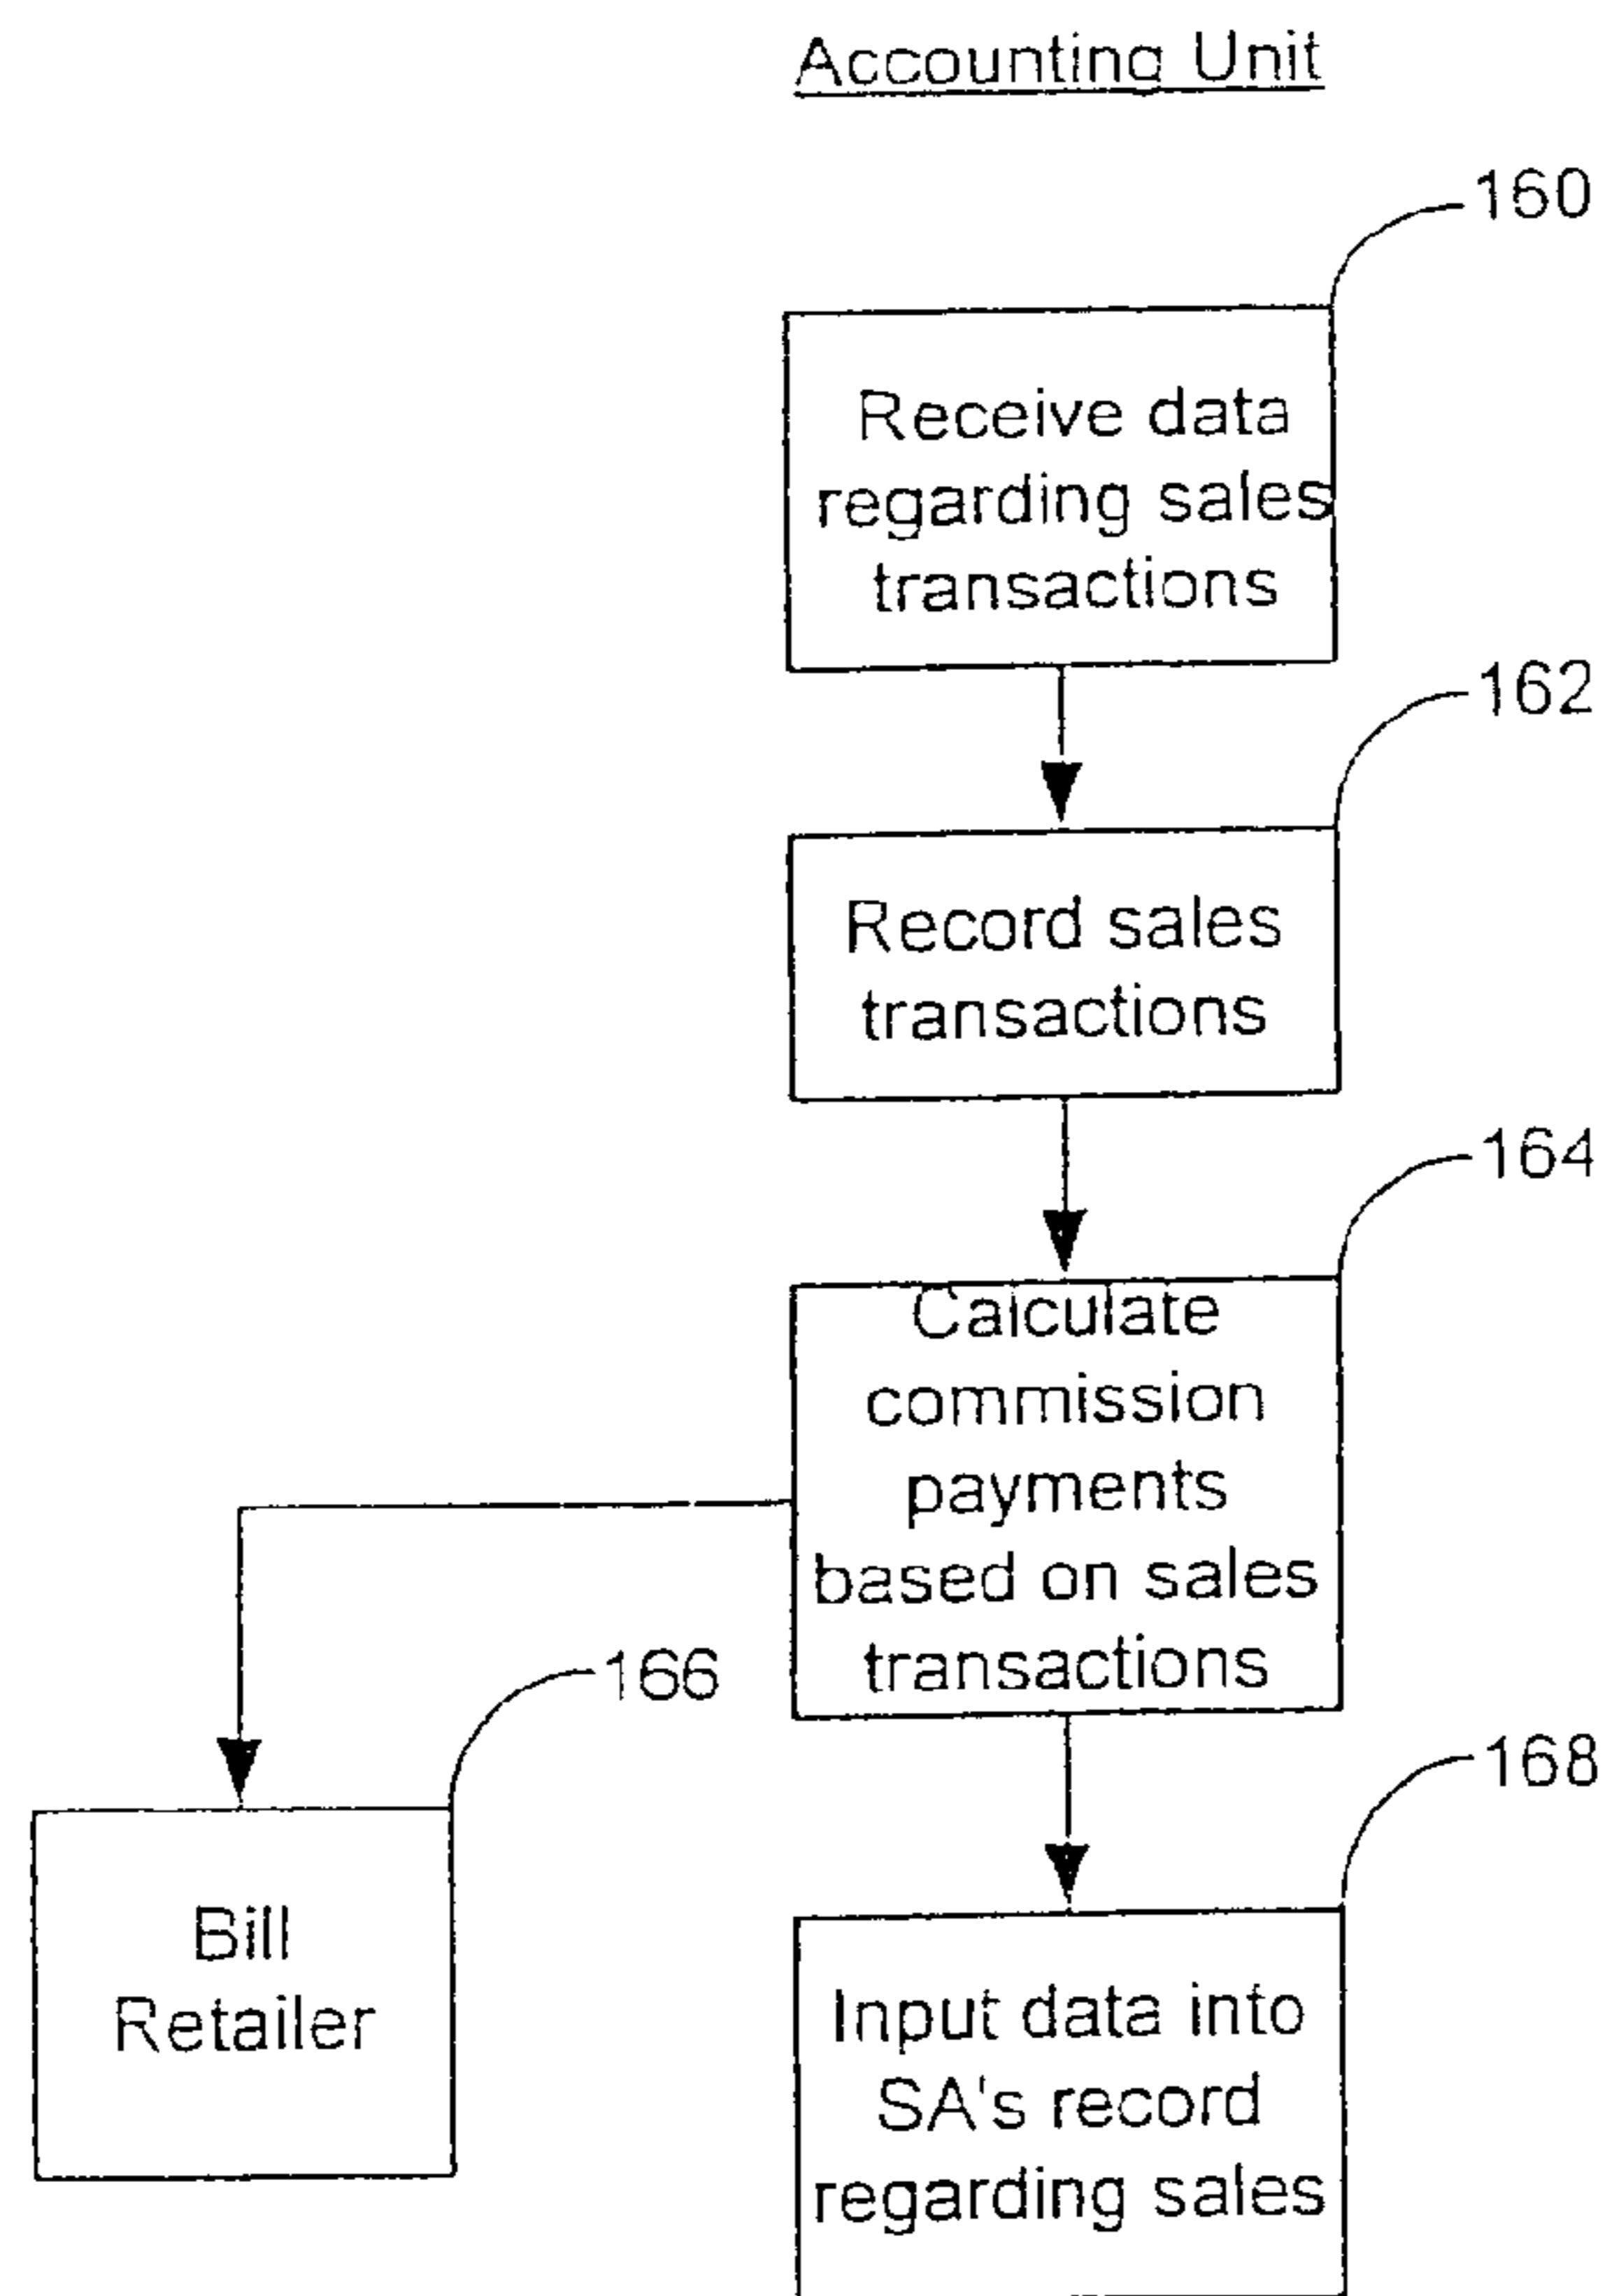 Accounting Unit
160
Receive data
regarding sales
transactions
162
Record sales
transactions
164
Calculate
commission
payments
based on sales
transactions
166
Bill
Retailer
168
Input data into
SA's record
regarding sales